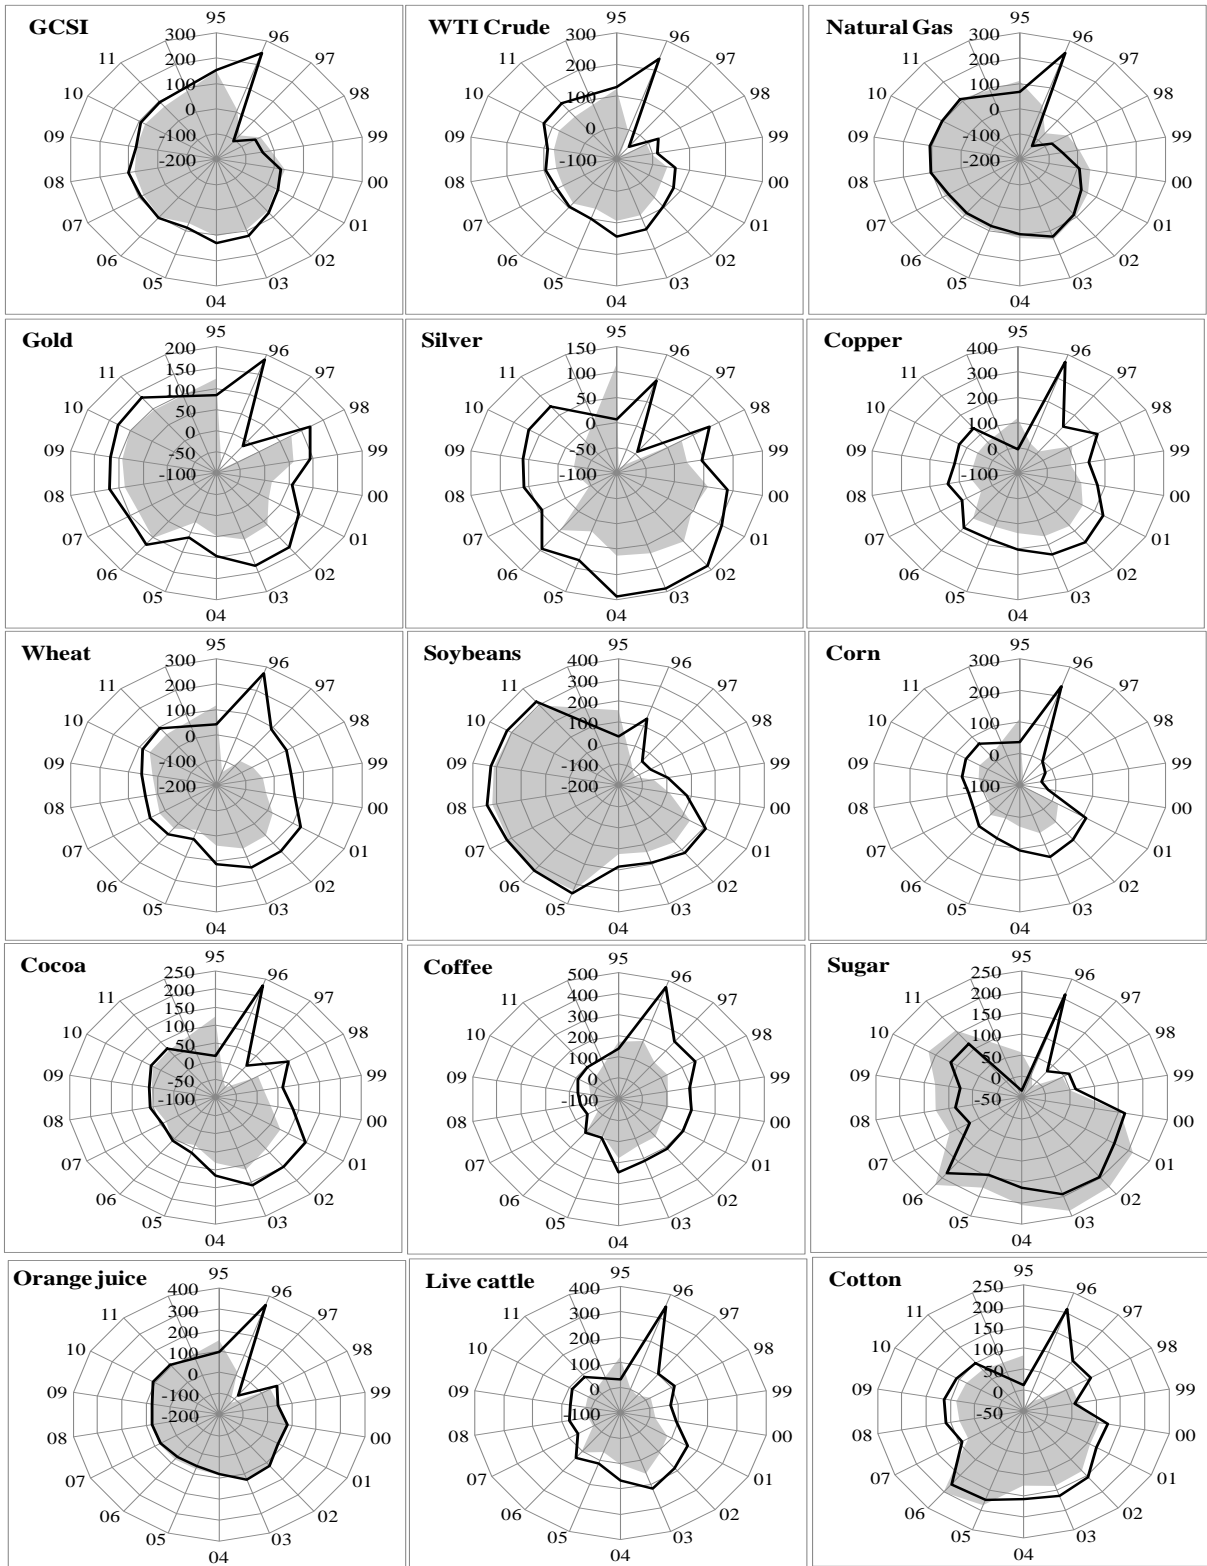 95
GCSI 300 96
11 200 97
10 100 98
0
09 -100 99
-200
08 00
07 01
06 02
05 03
04
95
WTI Crude 300 96
11 200 97
10 100 98
0
09 99
-100
08 00
07 01
06 02
05 03
04
95
Natural Gas 300 96
11 200 97
10 100 98
0
09 -100 99
-200
08 00
07 01
06 02
05 03
04
95
Gold 200 96
11 150 97
10 100 98
50
0
09 -50 99
-100
08 00
07 01
06 02
05 03
04
95
Silver 150 96
11 100 97
10 50 98
0
09 -50 99
-100
08 00
07 01
06 02
05 03
04
95
Copper 400 96
11 300 97
10 200 98
100
09 0 99
-100
08 00
07 01
06 02
05 03
04
95
Wheat 300 96
11 200 97
10 100 98
0
09 -100 99
-200
08 00
07 01
06 02
05 03
04
95
Soybeans 400 96
11 300 97
200
10 100 98
0
09 -100 99
-200
08 00
07 01
06 02
05 03
04
95
Corn 300 96
11 200 97
10 100 98
0
09 99
-100
08 00
07 01
06 02
05 03
04
95
Cocoa 250 96
200
11 150 97
10 100 98
50
0
09 -50 99
-100
08 00
07 01
06 02
05 03
04
95
Coffee 500 96
400
11 300 97
10 200 98
100
09 0 99
-100
08 00
07 01
06 02
05 03
04
95
Sugar 250 96
200
11 150 97
10 100 98
50
09 0 99
-50
08 00
07 01
06 02
05 03
04
95
Orange juice 400 96
11 300 97
200
10 100 98
0
09 -100 99
-200
08 00
07 01
06 02
05 03
04
95
Live cattle 400 96
11 300 97
10 200 98
100
09 0 99
-100
08 00
07 01
06 02
05 03
04
95
Cotton 250 96
11 200 97
150
10 100 98
50
09 0 99
-50
08 00
07 01
06 02
05 03
04